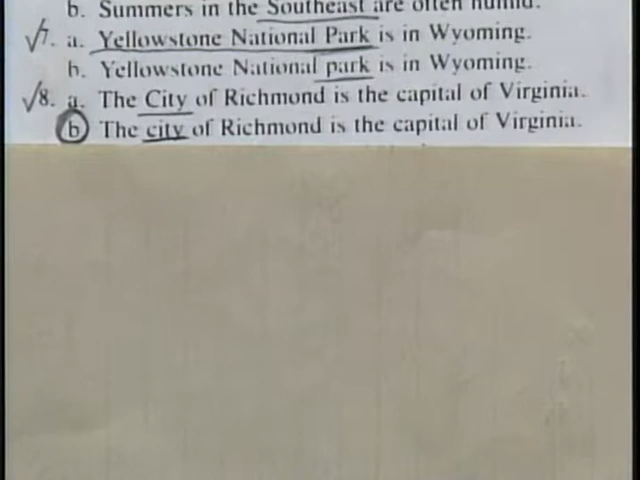 b. Summers in the Southeast are often humid.
√7. a. Yellowstone National Park is in Wyoming.
b. Yellowstone National park is in Wyoming.
√8. a. The City of Richmond is the capital of Virginia.
b The city of Richmond is the capital of Virginia.